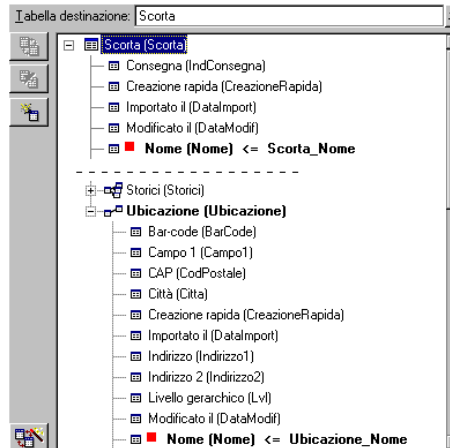 Tabella destinazione: Scorta
Scorta (Scorta)
Consegna (IndConsegna)
Creazione rapida (CreazioneRapida)
Importato il (DataImport)
Modificato il (DataModif)
Nome (Nome) <= Scorta_Nome
Storici (Storici)
Ubicazione (Ubicazione)
Bar-code (BarCode)
Campo 1 (Campo1)
CAP (CodPostale)
Città (Citta)
Creazione rapida (CreazioneRapida)
Importato il (DataImport)
Indirizzo (Indirizzo1)
Indirizzo 2 (Indirizzo2)
Livello gerarchico (Lvl)
Modificato il (DataModif)
Nome (Nome) <= Ubicazione_Nome